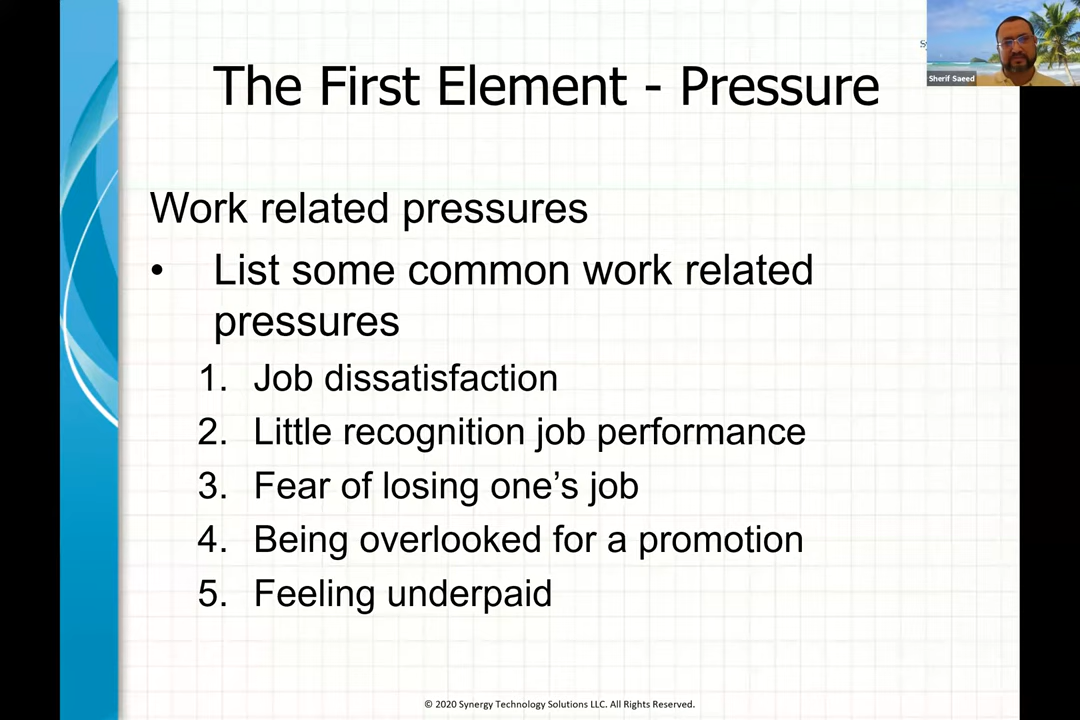 The First Element - Pressure
Sherif Saeed
Work related pressures
• List some common work related
pressures
1. Job dissatisfaction
2. Little recognition job performance
3. Fear of losing one’s job
4. Being overlooked for a promotion
5. Feeling underpaid
© 2020 Synergy Technology Solutions LLC. All Rights Reserved.